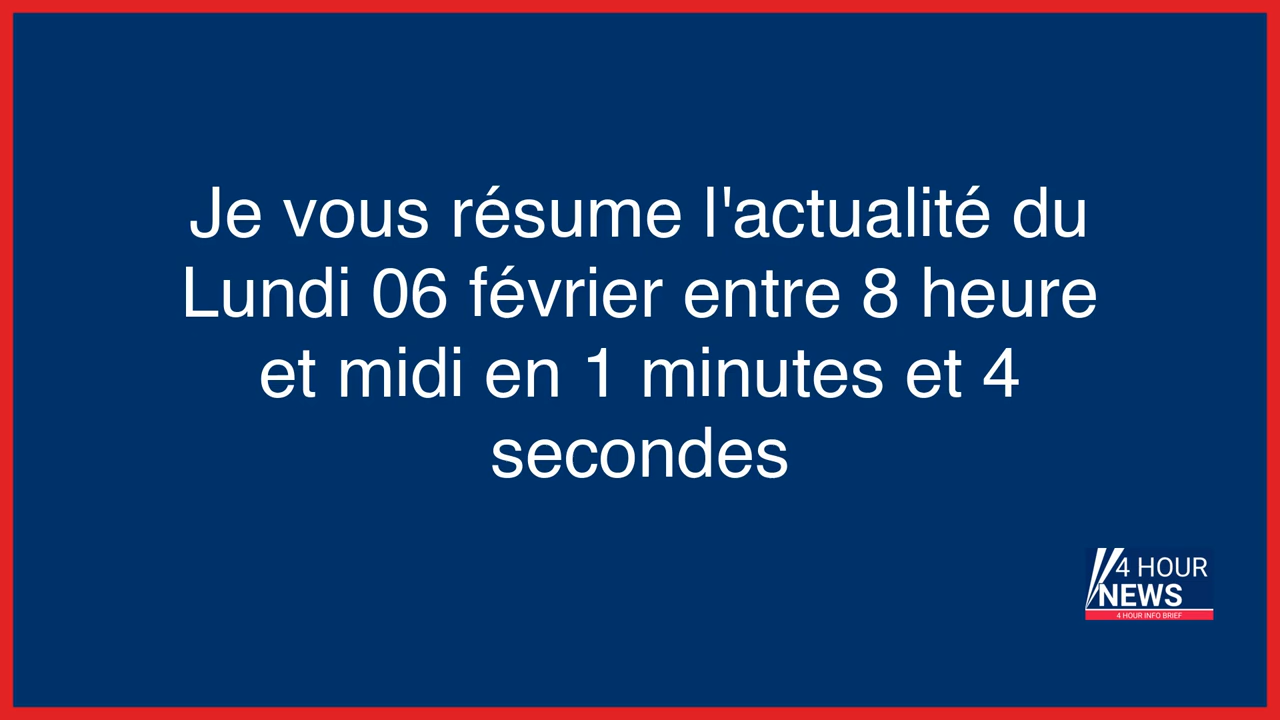 Je vous résume l'actualité du
Lundi 06 février entre 8 heure
et midi en 1 minutes et 4
secondes
4 HOUR
NEWS
4 HOUR INFO BRIEF